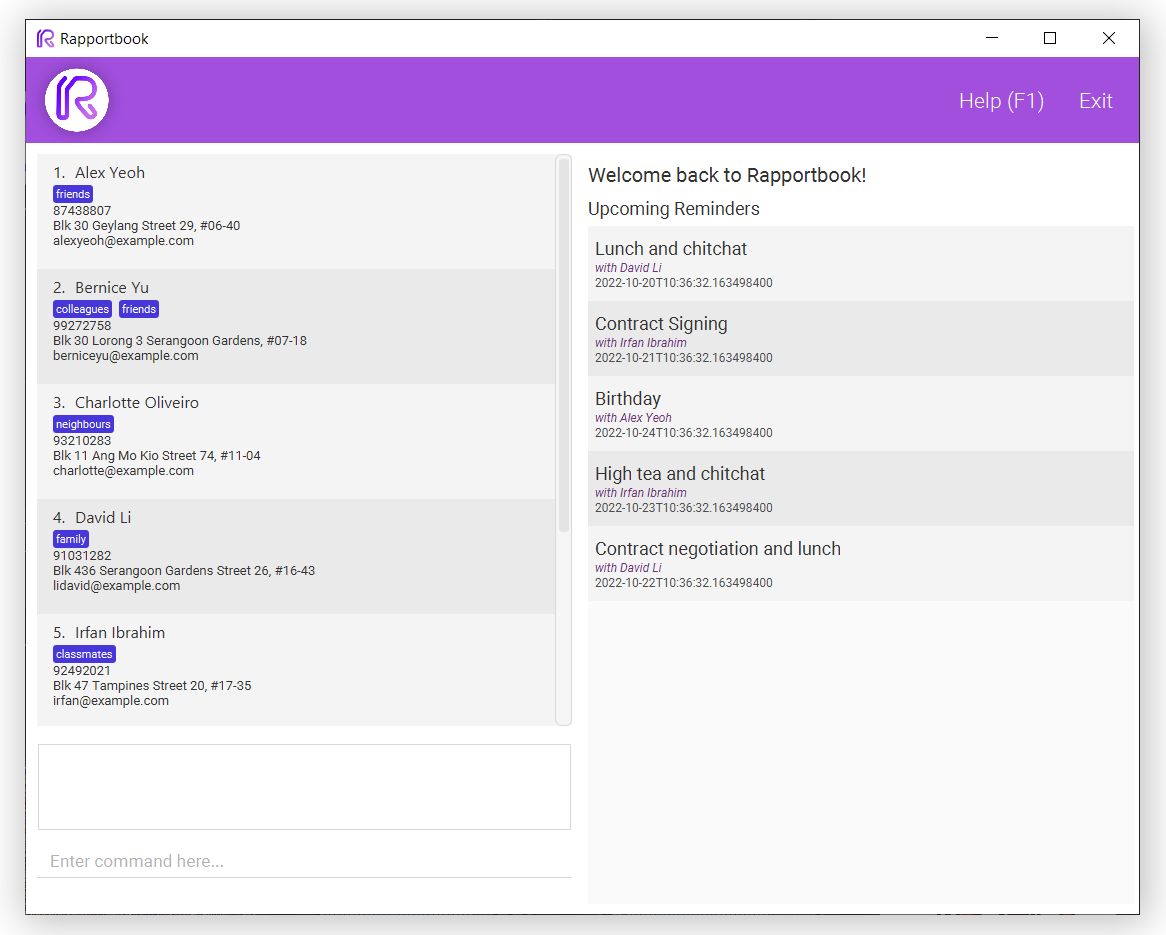 Rapportbook
Help (F1) Exit
1. Alex Yeoh
friends
87438807
Blk 30 Geylang Street 29, #06-40
alexyeoh@example.com
2. Bernice Yu
colleagues friends
99272758
Blk 30 Lorong 3 Serangoon Gardens, #07-18
berniceyu@example.com
3. Charlotte Oliveiro
neighbours
93210283
Blk 11 Ang Mo Kio Street 74, #11-04
charlotte@example.com
4. David Li
family
91031282
Blk 436 Serangoon Gardens Street 26, #16-43
lidavid@example.com
5. Irfan Ibrahim
classmates
92492021
Blk 47 Tampines Street 20, #17-35
irfan@example.com
Enter command here...
Welcome back to Rapportbook!
Upcoming Reminders
Lunch and chitchat
with David Li
2022-10-20T10:36:32.163498400
Contract Signing
with Irfan Ibrahim
2022-10-21T10:36:32.163498400
Birthday
with Alex Yeoh
2022-10-24T10:36:32.163498400
High tea and chitchat
with Irfan Ibrahim
2022-10-23T10:36:32.163498400
Contract negotiation and lunch
with David Li
2022-10-22T10:36:32.163498400